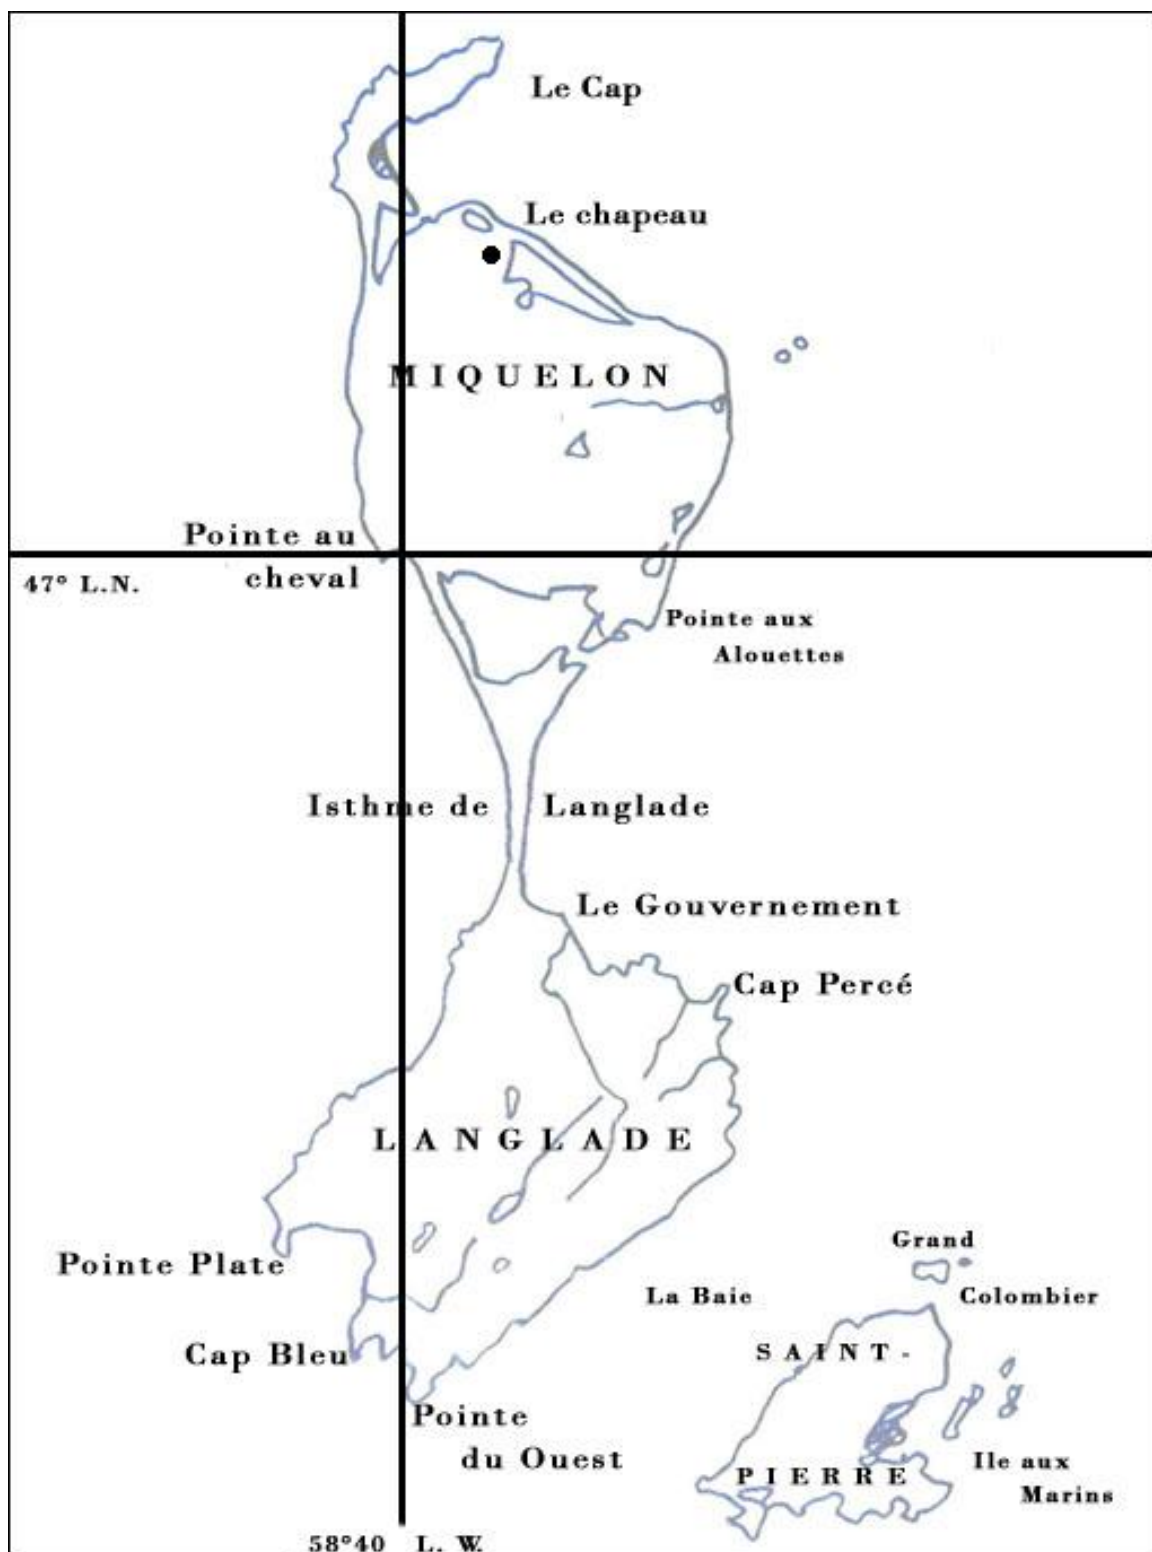 Le Cap
Le chapeau
MIQUELON
Pointe au
cheval
47° L.N.
Pointe aux
Alouettes
Isthme de Langlade
Le Gouvernement
Cap Percé
LANGLADE
Pointe Plate
Grand
Colombier
La Baie
Cap Bleu
SAINT-
PIERRE
Pointe
du Ouest
Ile aux
Marins
58°40 L. W.